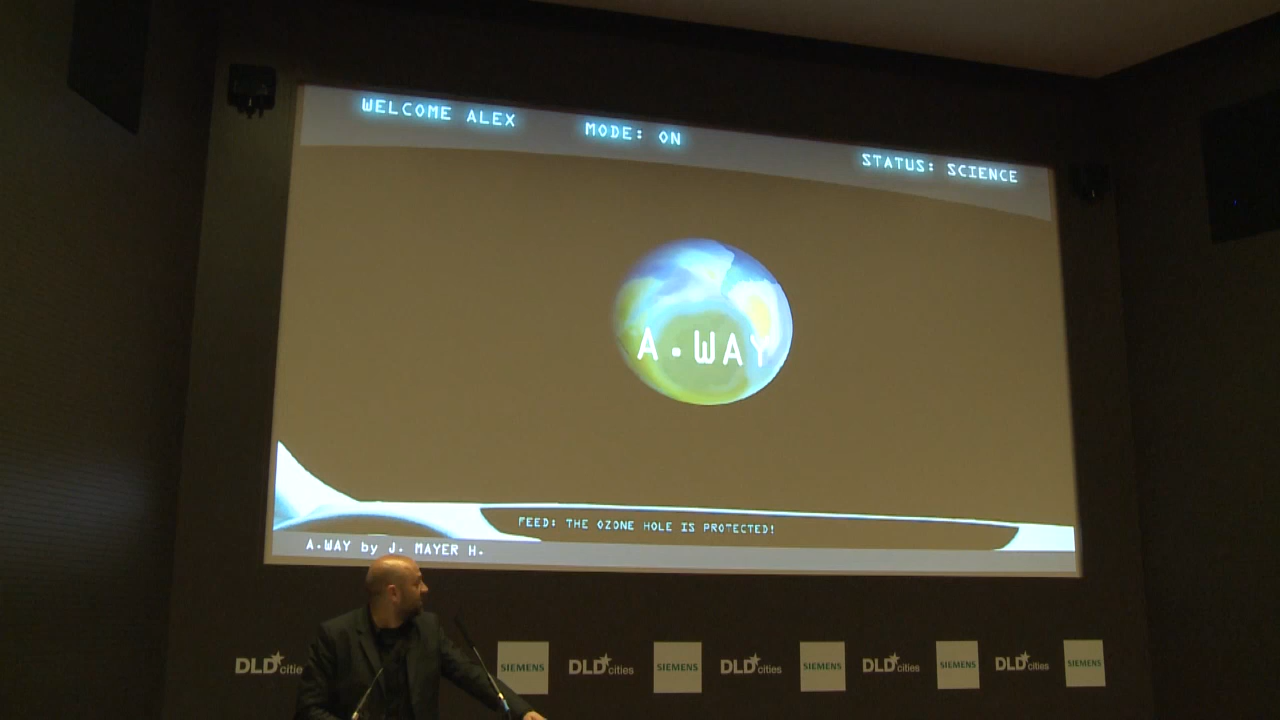 WELCOME ALEX
MODE: ON
STATUS: SCIENCE
A.WAY
FEED: THE OZONE HOLE IS PROTECTED!
A.WAY by J. MAYER H.
DLD citie
SIEMENS
DLD cities
SIEMENS
DLD cities
SIEMENS
DLD cities
SIEMENS
DLD cities
SIEMENS